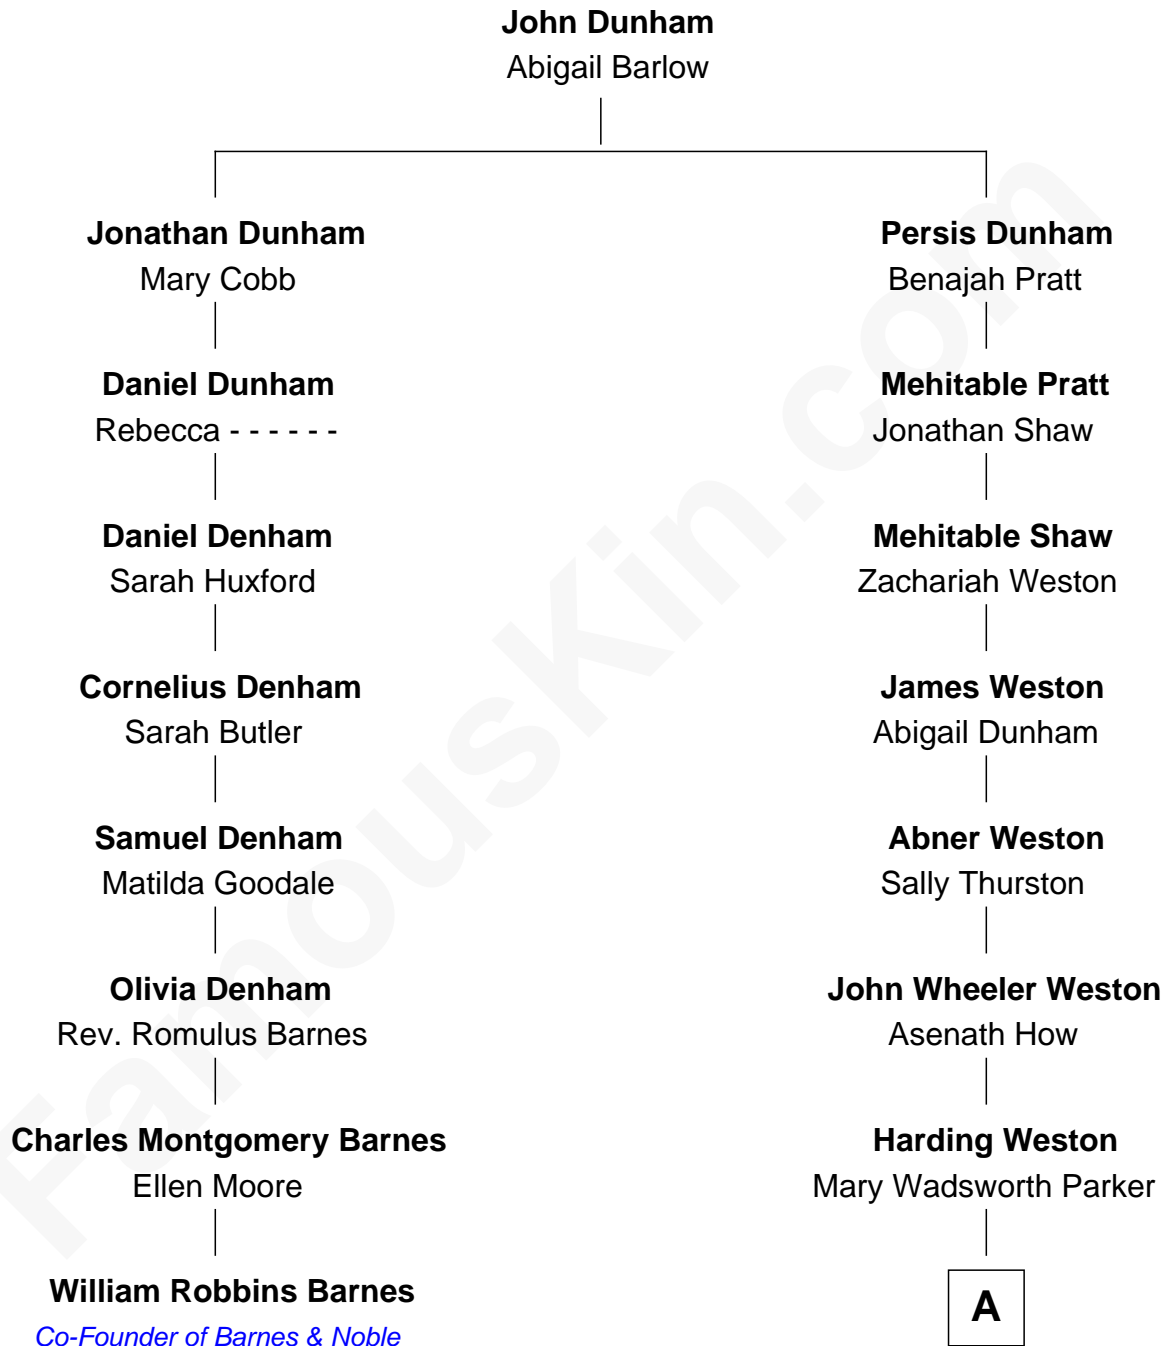 John Dunham
Abigail Barlow
Jonathan Dunham
Mary Cobb
Persis Dunham
Benajah Pratt
Daniel Dunham
Rebecca - - - - - -
Mehitable Pratt
Jonathan Shaw
Daniel Denham
Sarah Huxford
Mehitable Shaw
Zachariah Weston
Cornelius Denham
Sarah Butler
James Weston
Abigail Dunham
Samuel Denham
Matilda Goodale
Abner Weston
Sally Thurston
Olivia Denham
Rev. Romulus Barnes
John Wheeler Weston
Asenath How
Charles Montgomery Barnes
Ellen Moore
Harding Weston
Mary Wadsworth Parker
William Robbins Barnes
Co-Founder of Barnes & Noble
A
FamousKin.com